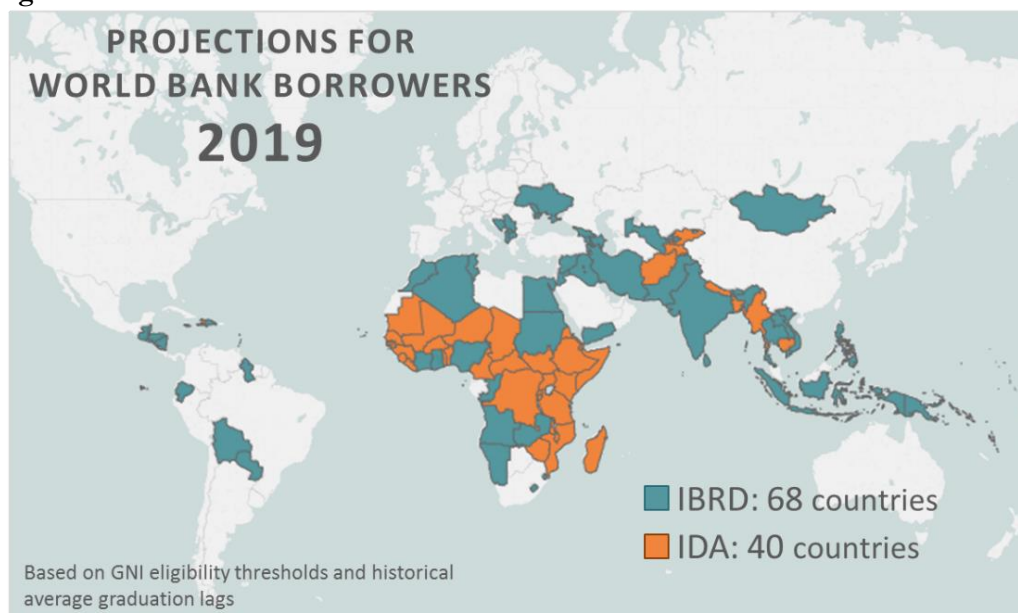 PROJECTIONS FOR
WORLD BANK BORROWERS
2019
IBRD: 68 countries
IDA: 40 countries
Based on GNI eligibility thresholds and historical
average graduation lags